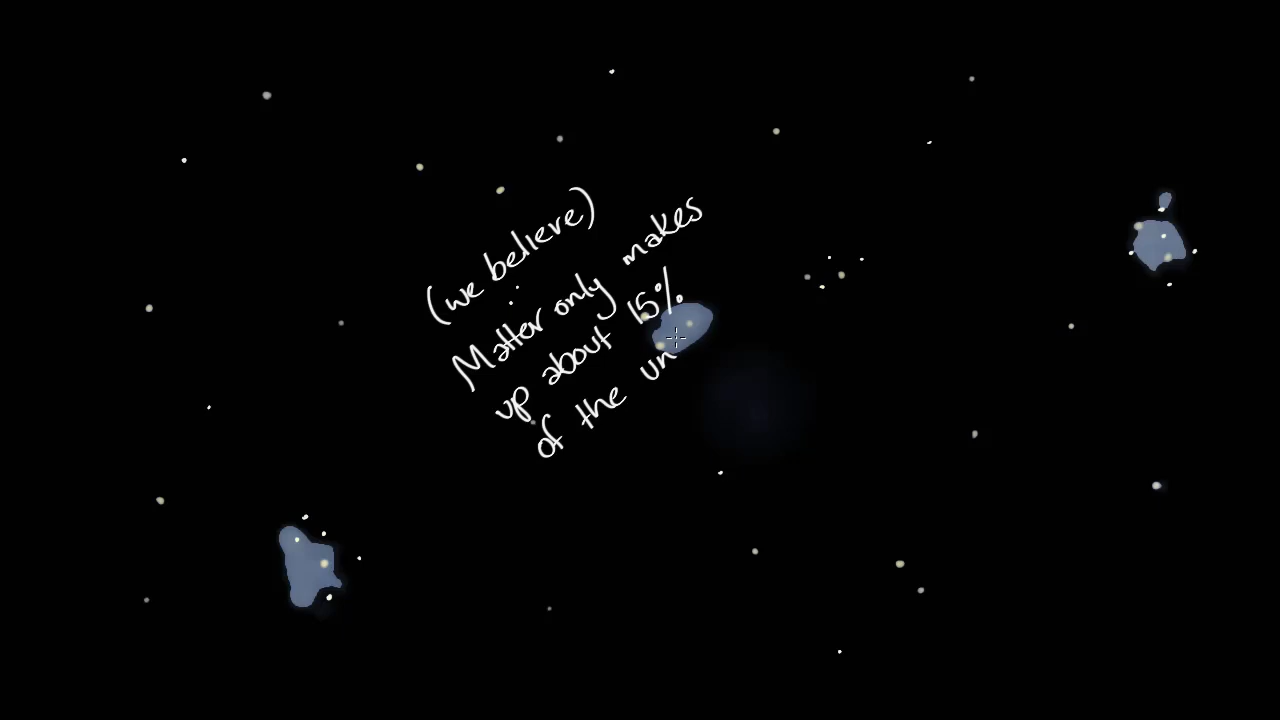 (we believe)
Matter only makes
up about 15%
of the un